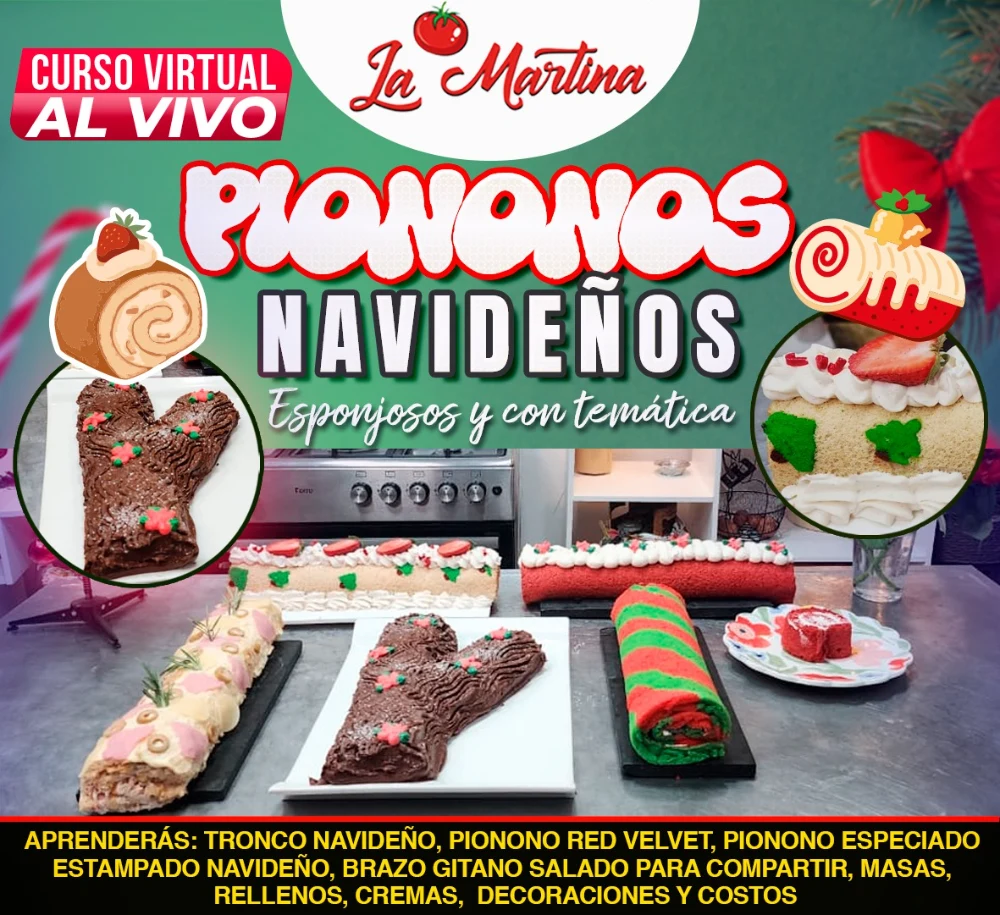 CURSO VIRTUAL
AL VIVO
La Martina
PIONONOS
NAVIDEÑOS
Esponjosos y con temática
APRENDERÁS: TRONCO NAVIDEÑO, PIONONO RED VELVET, PIONONO ESPECIADO
ESTAMPADO NAVIDEÑO, BRAZO GITANO SALADO PARA COMPARTIR, MASAS,
RELLENOS, CREMAS, DECORACIONES Y COSTOS